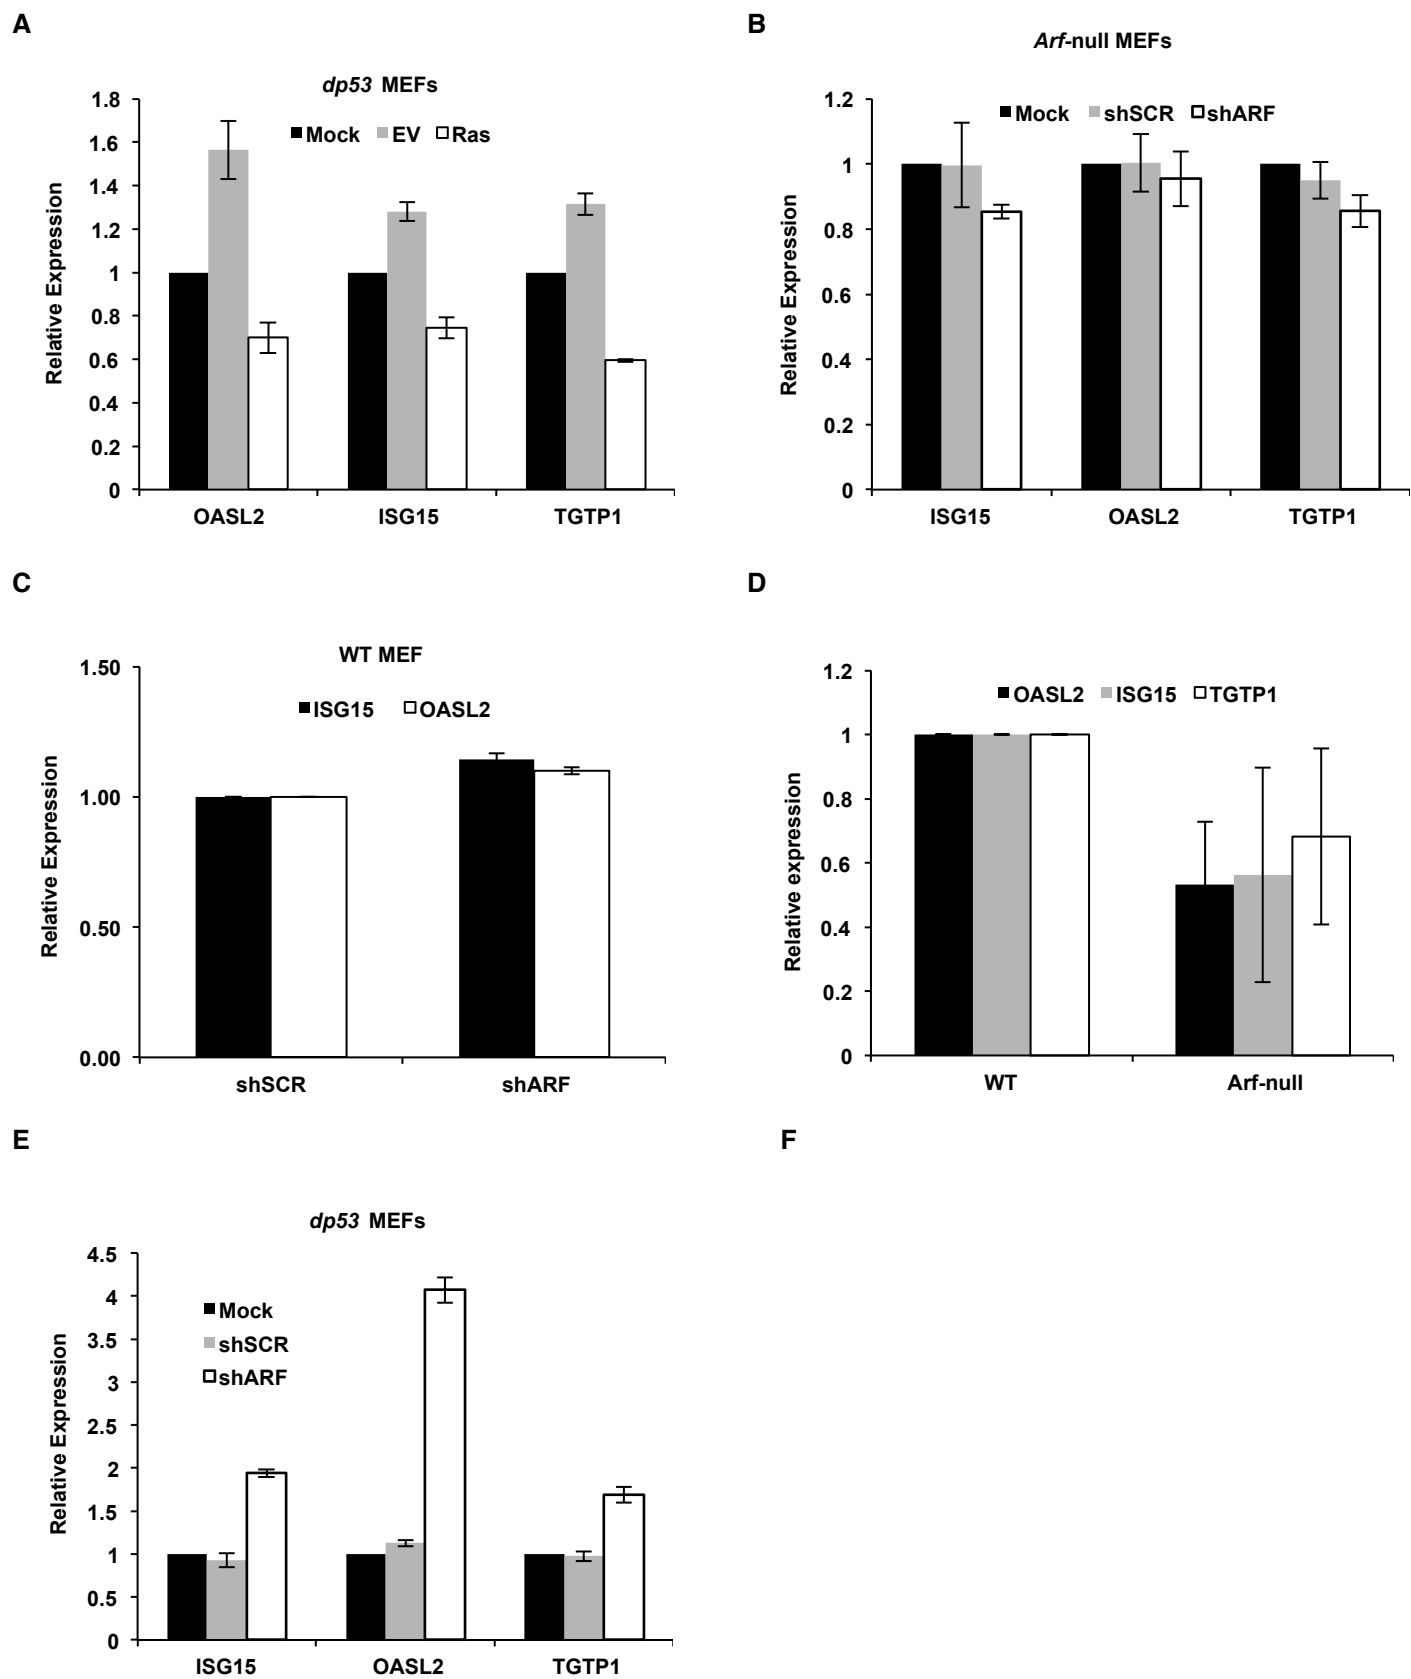 A
dp53 MEFs
Mock EV Ras
Relative Expression
1.8
1.6
1.4
1.2
1
0.8
0.6
0.4
0.2
0
OASL2 ISG15 TGTP1
B
Arf-null MEFs
Mock shSCR shARF
Relative Expression
1.2
1
0.8
0.6
0.4
0.2
0
ISG15 OASL2 TGTP1
C
WT MEF
ISG15 OASL2
Relative Expression
1.50
1.00
0.50
0.00
shSCR shARF
D
OASL2 ISG15 TGTP1
Relative expression
1.2
1
0.8
0.6
0.4
0.2
0
WT Arf-null
E
dp53 MEFs
Mock
shSCR
shARF
Relative Expression
4.5
4
3.5
3
2.5
2
1.5
1
0.5
0
ISG15 OASL2 TGTP1
F